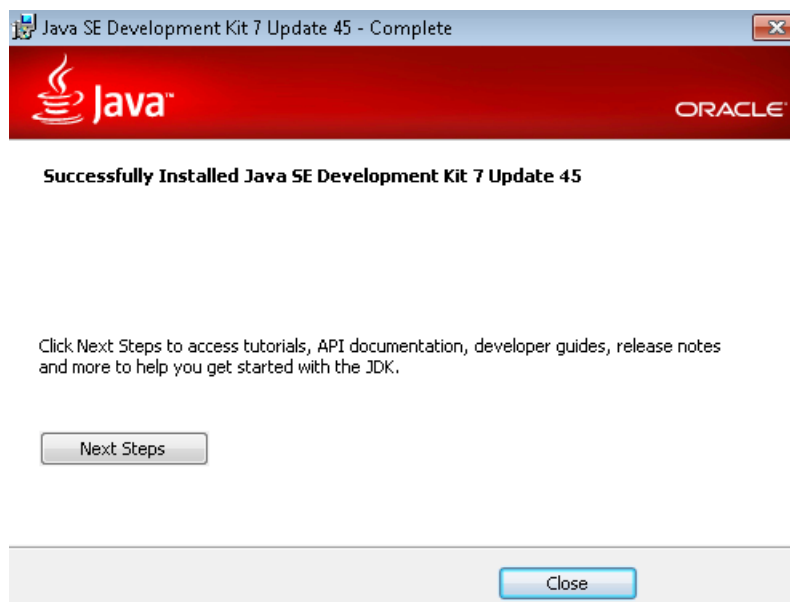 Java SE Development Kit 7 Update 45 - Complete
Java™
ORACLE
Successfully Installed Java SE Development Kit 7 Update 45
Click Next Steps to access tutorials, API documentation, developer guides, release notes
and more to help you get started with the JDK.
Next Steps
Close